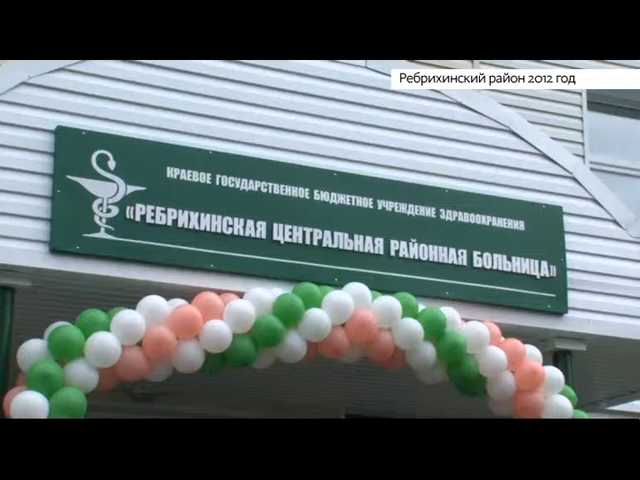 Ребрихинский район 2012 год
КРАЕВОЕ ГОСУДАРСТВЕННОЕ БЮДЖЕТНОЕ УЧРЕЖДЕНИЕ ЗДРАВООХРАНЕНИЯ
«РЕБРИХИНСКАЯ ЦЕНТРАЛЬНАЯ РАЙОННАЯ БОЛЬНИЦА»